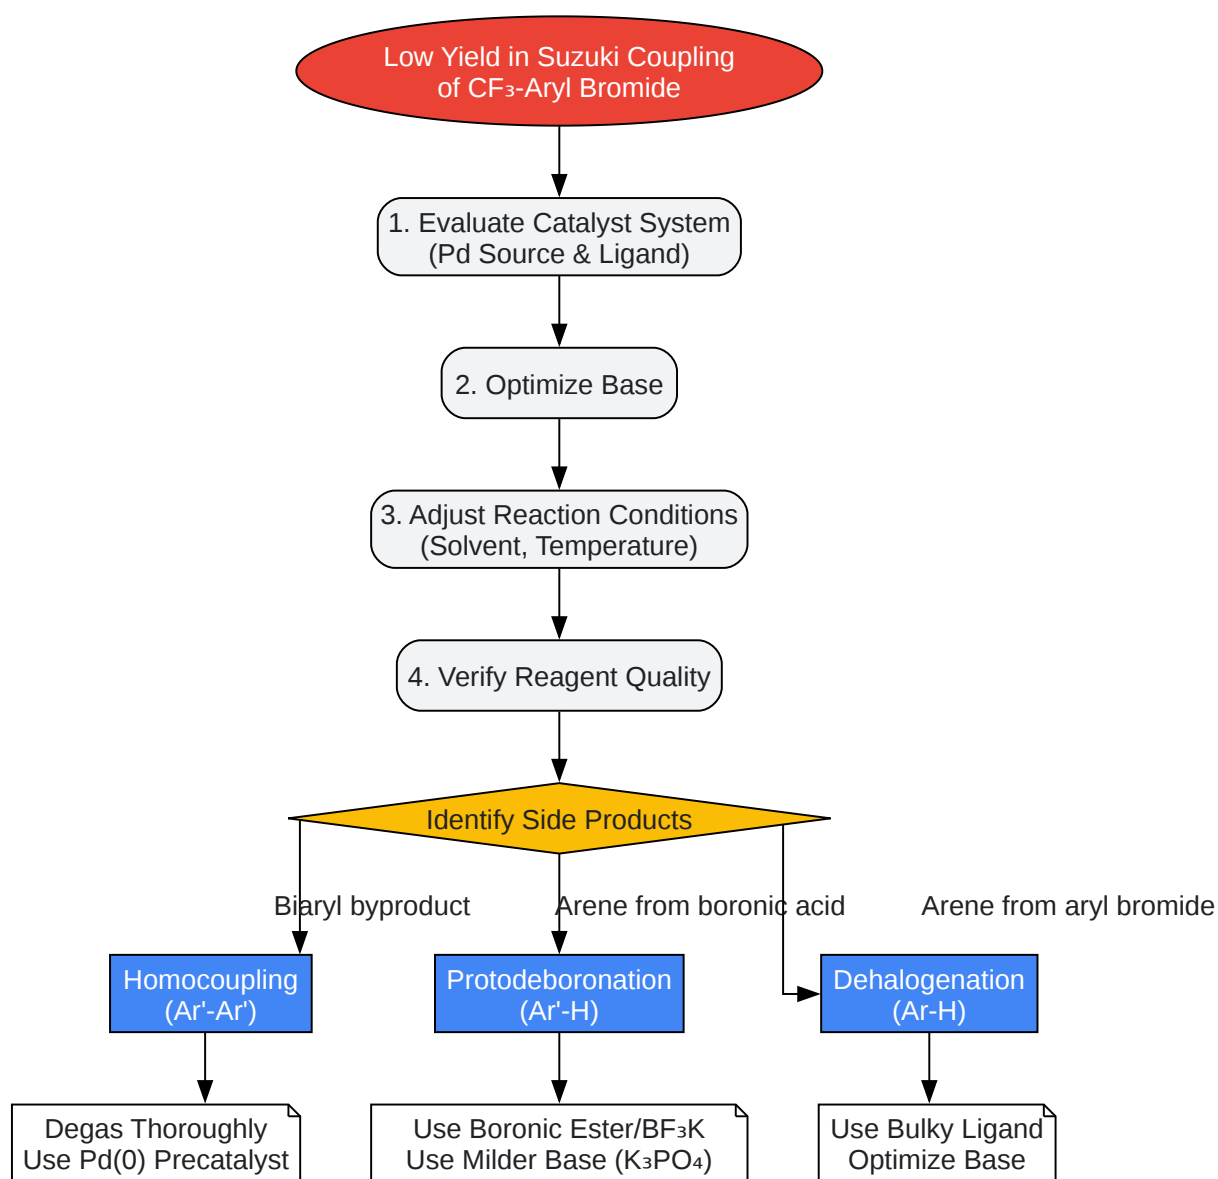 Low Yield in Suzuki Coupling
of CF₃-Aryl Bromide
1. Evaluate Catalyst System
(Pd Source & Ligand)
2. Optimize Base
3. Adjust Reaction Conditions
(Solvent, Temperature)
4. Verify Reagent Quality
Identify Side Products
Biaryl byproduct
Arene from boronic acid
Arene from aryl bromide
Homocoupling
(Ar'-Ar')
Protodeboronation
(Ar'-H)
Dehalogenation
(Ar-H)
Degas Thoroughly
Use Pd(0) Precatalyst
Use Boronic Ester/BF₃K
Use Milder Base (K₃PO₄)
Use Bulky Ligand
Optimize Base